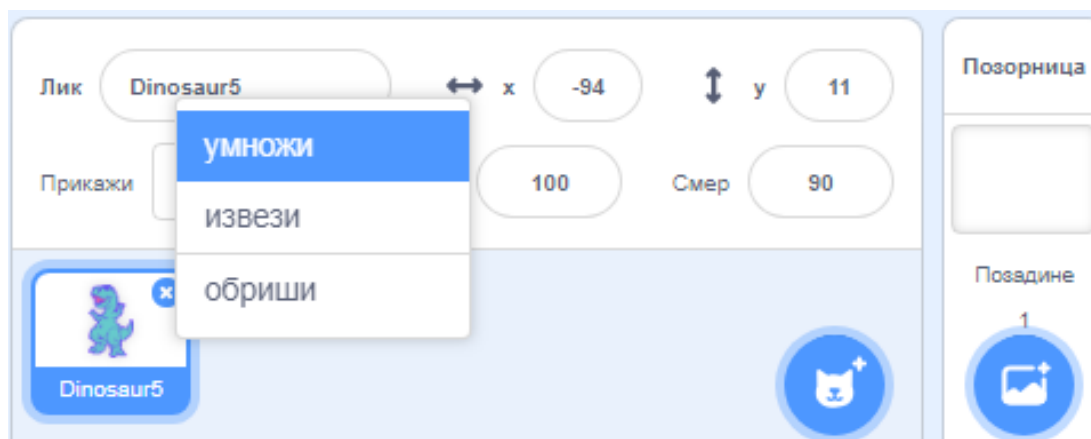 Лик Dinosaur5 x -94 y 11
Позорница
умножи
Прикажи 100 Смер 90
извези
обриши
Dinosaur5
Позадине
1